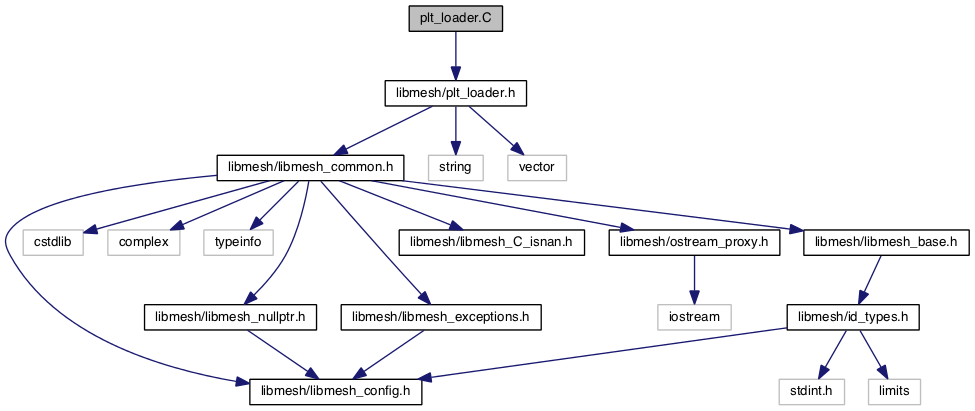 plt_loader.C
libmesh/plt_loader.h
libmesh/libmesh_common.h
string
vector
cstdlib
complex
typeinfo
libmesh/libmesh_C_isnan.h
libmesh/ostream_proxy.h
libmesh/libmesh_base.h
libmesh/libmesh_nullptr.h
libmesh/libmesh_exceptions.h
iostream
libmesh/id_types.h
libmesh/libmesh_config.h
stdint.h
limits